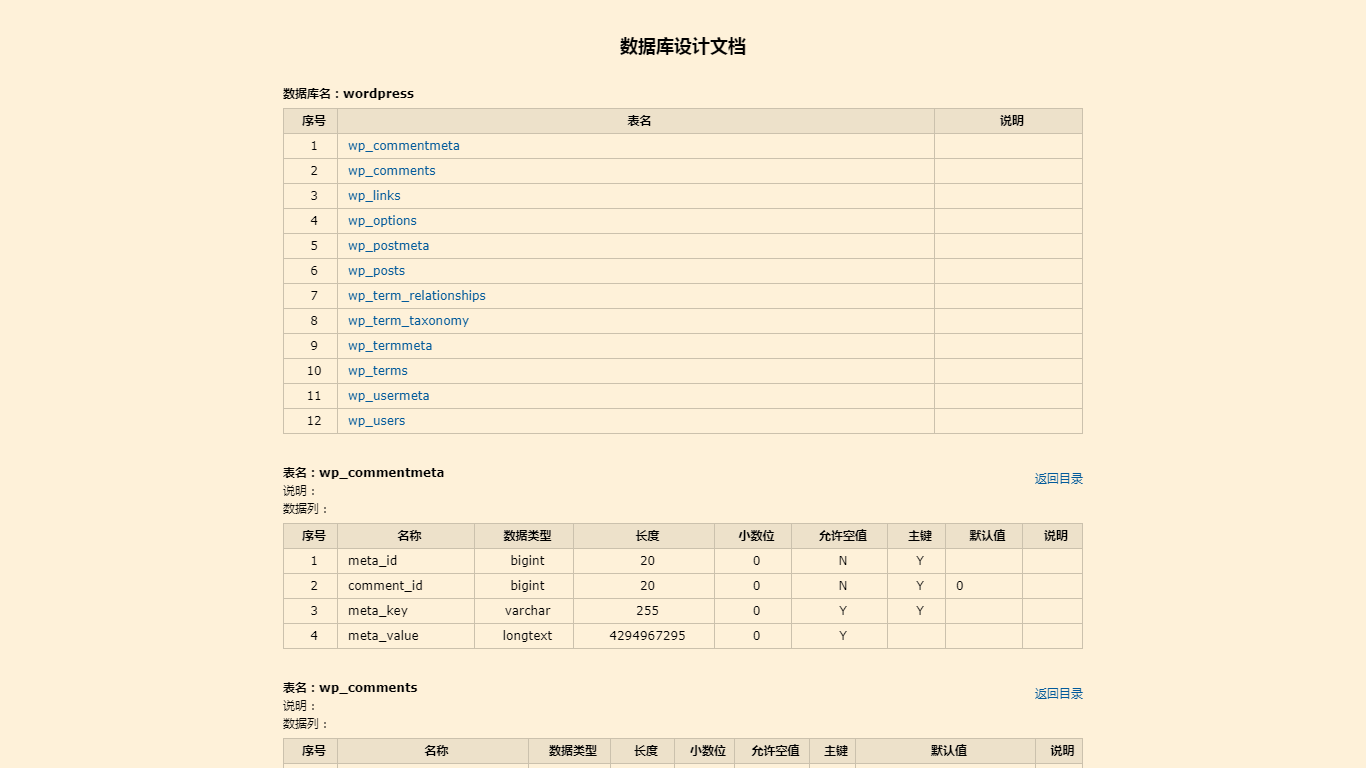 数据库设计文档
数据库名：wordpress
序号 表名 说明
1 wp_commentmeta
2 wp_comments
3 wp_links
4 wp_options
5 wp_postmeta
6 wp_posts
7 wp_term_relationships
8 wp_term_taxonomy
9 wp_termmeta
10 wp_terms
11 wp_usermeta
12 wp_users
表名：wp_commentmeta 返回目录
说明：
数据列：
序号 名称 数据类型 长度 小数位 允许空值 主键 默认值 说明
1 meta_id bigint 20 0 N Y
2 comment_id bigint 20 0 N Y 0
3 meta_key varchar 255 0 Y Y
4 meta_value longtext 4294967295 0 Y
表名：wp_comments 返回目录
说明：
数据列：
序号 名称 数据类型 长度 小数位 允许空值 主键 默认值 说明